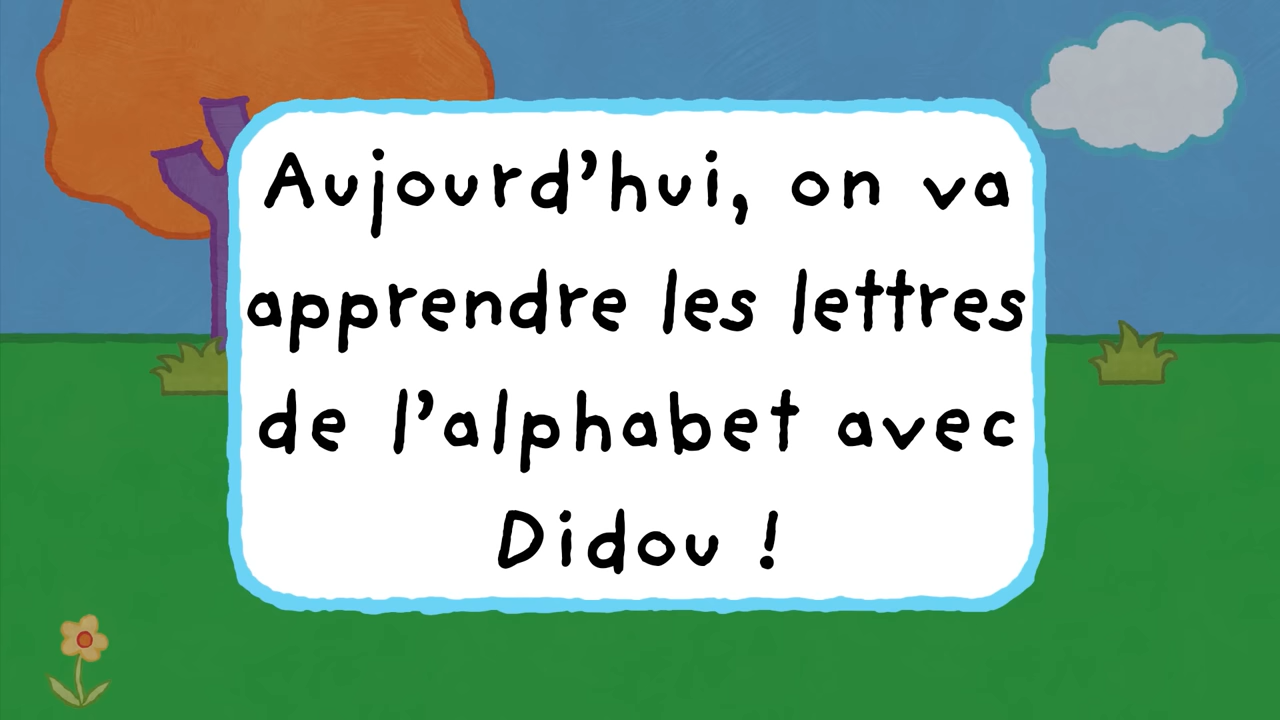 Aujourd’hui, on va
apprendre les lettres
de l’alphabet avec
Didou !